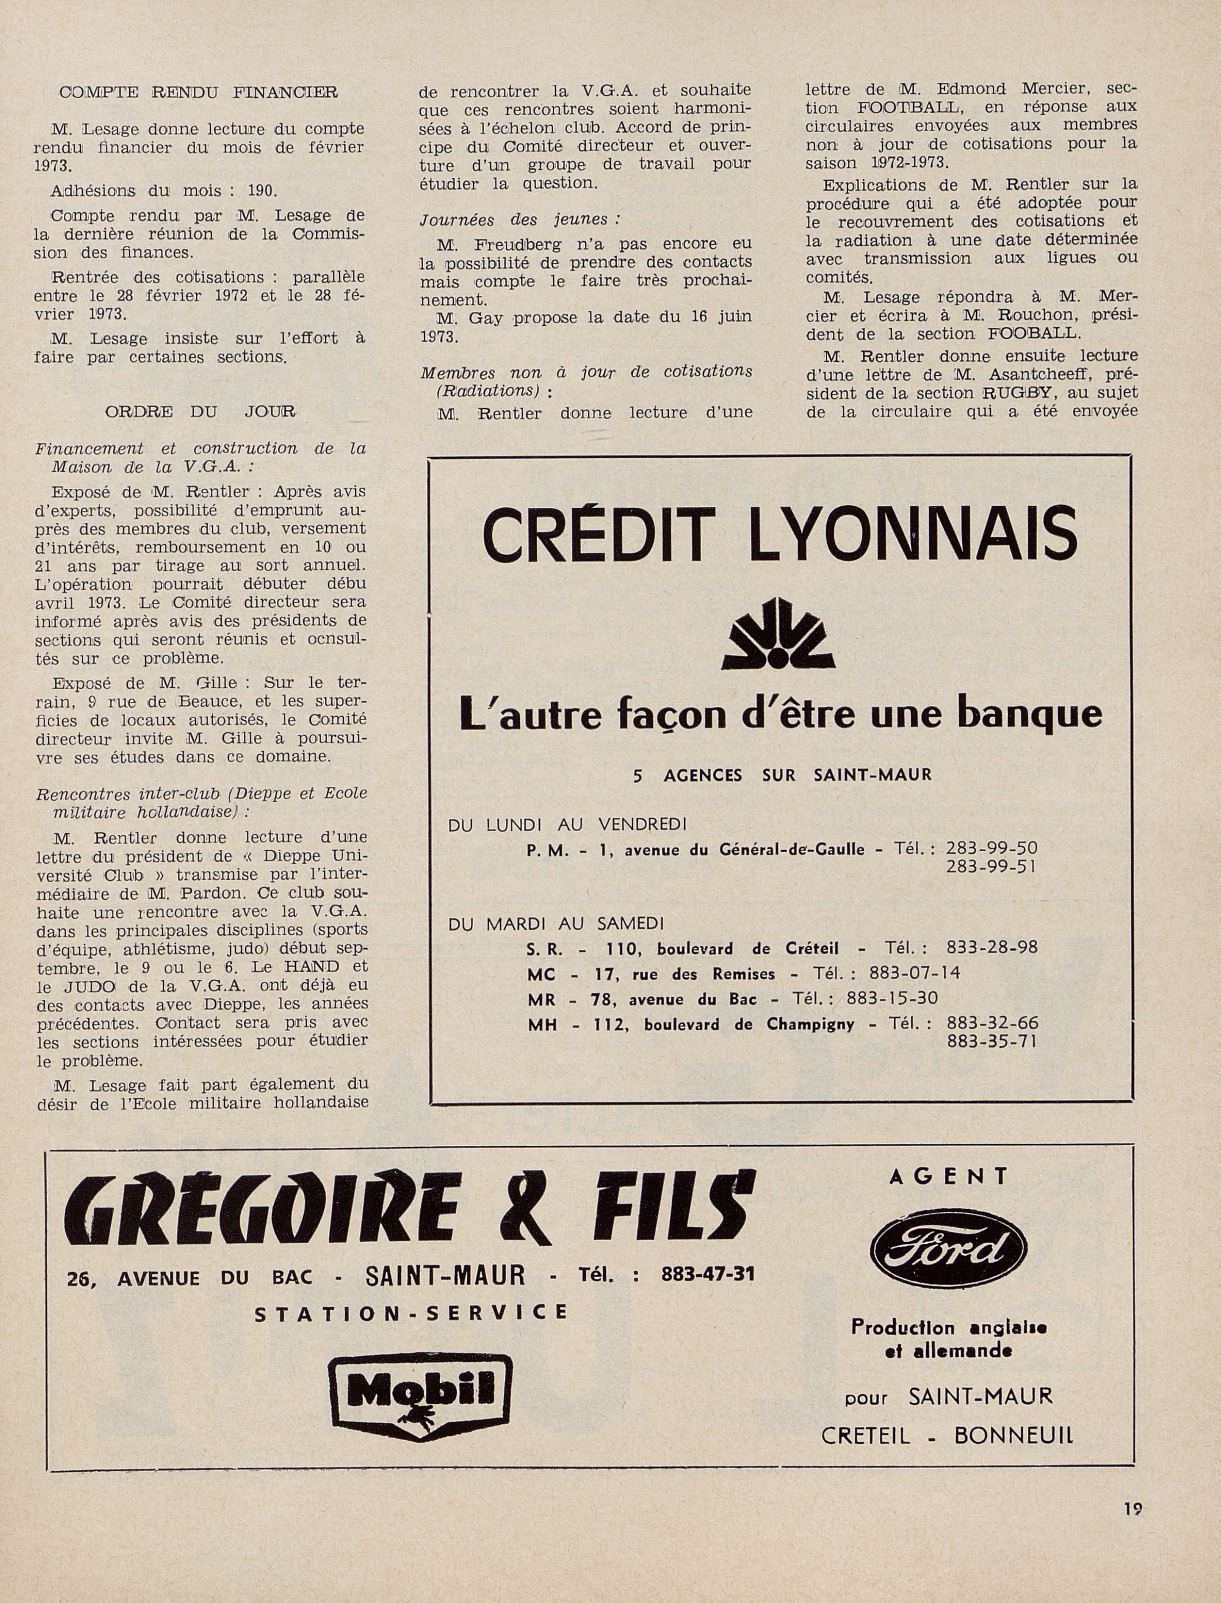 COMPTE RENDU FINANCIER
M. Lesage donne lecture du compte
rendu financier du mois de février
1973.
Adhésions du mois : 190.
Compte rendu par M. Lesage de
la dernière réunion de la Commis-
sion des finances.
Rentrée des cotisations : parallèle
entre le 28 février 1972 et le 28 fé-
vrier 1973.
M. Lesage insiste sur l'effort à
faire par certaines sections.
ORDRE DU JOUR
Financement et construction de la
Maison de la V.G.A. :
Exposé de M. Rentler : Après avis
d'experts, possibilité d'emprunt au-
près des membres du club, versement
d'intérêts, remboursement en 10 ou
21 ans par tirage au sort annuel.
L'opération pourrait débuter débu
avril 1973. Le Comité directeur sera
informé après avis des présidents de
sections qui seront réunis et ocnsul-
tés sur ce problème.
Exposé de M. Gille : Sur le ter-
rain, 9 rue de Beauce, et les super-
ficies de locaux autorisés, le Comité
directeur invite M. Gille à poursui-
vre ses études dans ce domaine.
Rencontres inter-club (Dieppe et Ecole
militaire hollandaise) :
M. Rentler donne lecture d'une
lettre du président de « Dieppe Uni-
versité Club » transmise par l'inter-
médiaire de M. Pardon. Ce club sou-
haite une rencontre avec la V.G.A.
dans les principales disciplines (sports
d'équipe, athlétisme, judo) début sep-
tembre, le 9 ou le 6. Le HAND et
le JUDO de la V.G.A. ont déjà eu
des contacts avec Dieppe, les années
précédentes. Contact sera pris avec
les sections intéressées pour étudier
le problème.
M. Lesage fait part également du
désir de l'Ecole militaire hollandaise
de rencontrer la V.G.A. et souhaite
que ces rencontres soient harmoni-
sées à l'échelon club. Accord de prin-
cipe du Comité directeur et ouver-
ture d'un groupe de travail pour
étudier la question.
Journées des jeunes :
M. Freudberg n'a pas encore eu
la possibilité de prendre des contacts
mais compte le faire très prochai-
nement.
M. Gay propose la date du 16 juin
1973.
Membres non à jour de cotisations
(Radiations) :
M. Rentler donne lecture d'une
lettre de M. Edmond Mercier, sec-
tion FOOTBALL, en réponse aux
circulaires envoyées aux membres
non à jour de cotisations pour la
saison 1972-1973.
Explications de M. Rentler sur la
procédure qui a été adoptée pour
le recouvrement des cotisations et
la radiation à une date déterminée
avec transmission aux ligues ou
comités.
M. Lesage répondra à M. Mer-
cier et écrira à M. Rouchon, prési-
dent de la section FOOBALL.
M. Rentler donne ensuite lecture
d'une lettre de M. Asantcheeff, pré-
sident de la section RUGBY, au sujet
de la circulaire qui a été envoyée
CRÉDIT LYONNAIS
L'autre façon d'être une banque
5 AGENCES SUR SAINT-MAUR
DU LUNDI AU VENDREDI
P. M. - 1, avenue du Général-de-Gaulle - Tél. : 283-99-50
283-99-51
DU MARDI AU SAMEDI
S. R. - 110, boulevard de Créteil - Tél. : 833-28-98
MC - 17, rue des Remises - Tél. : 883-07-14
MR - 78, avenue du Bac - Tél. : 883-15-30
MH - 112, boulevard de Champigny - Tél. : 883-32-66
883-35-71
GRÉGOIRE & FILS
26, AVENUE DU BAC - SAINT-MAUR - Tél. : 883-47-31
STATION-SERVICE
Mobil
AGENT
Ford
Production anglaise
et allemande
pour SAINT-MAUR
CRETEIL - BONNEUIL
19